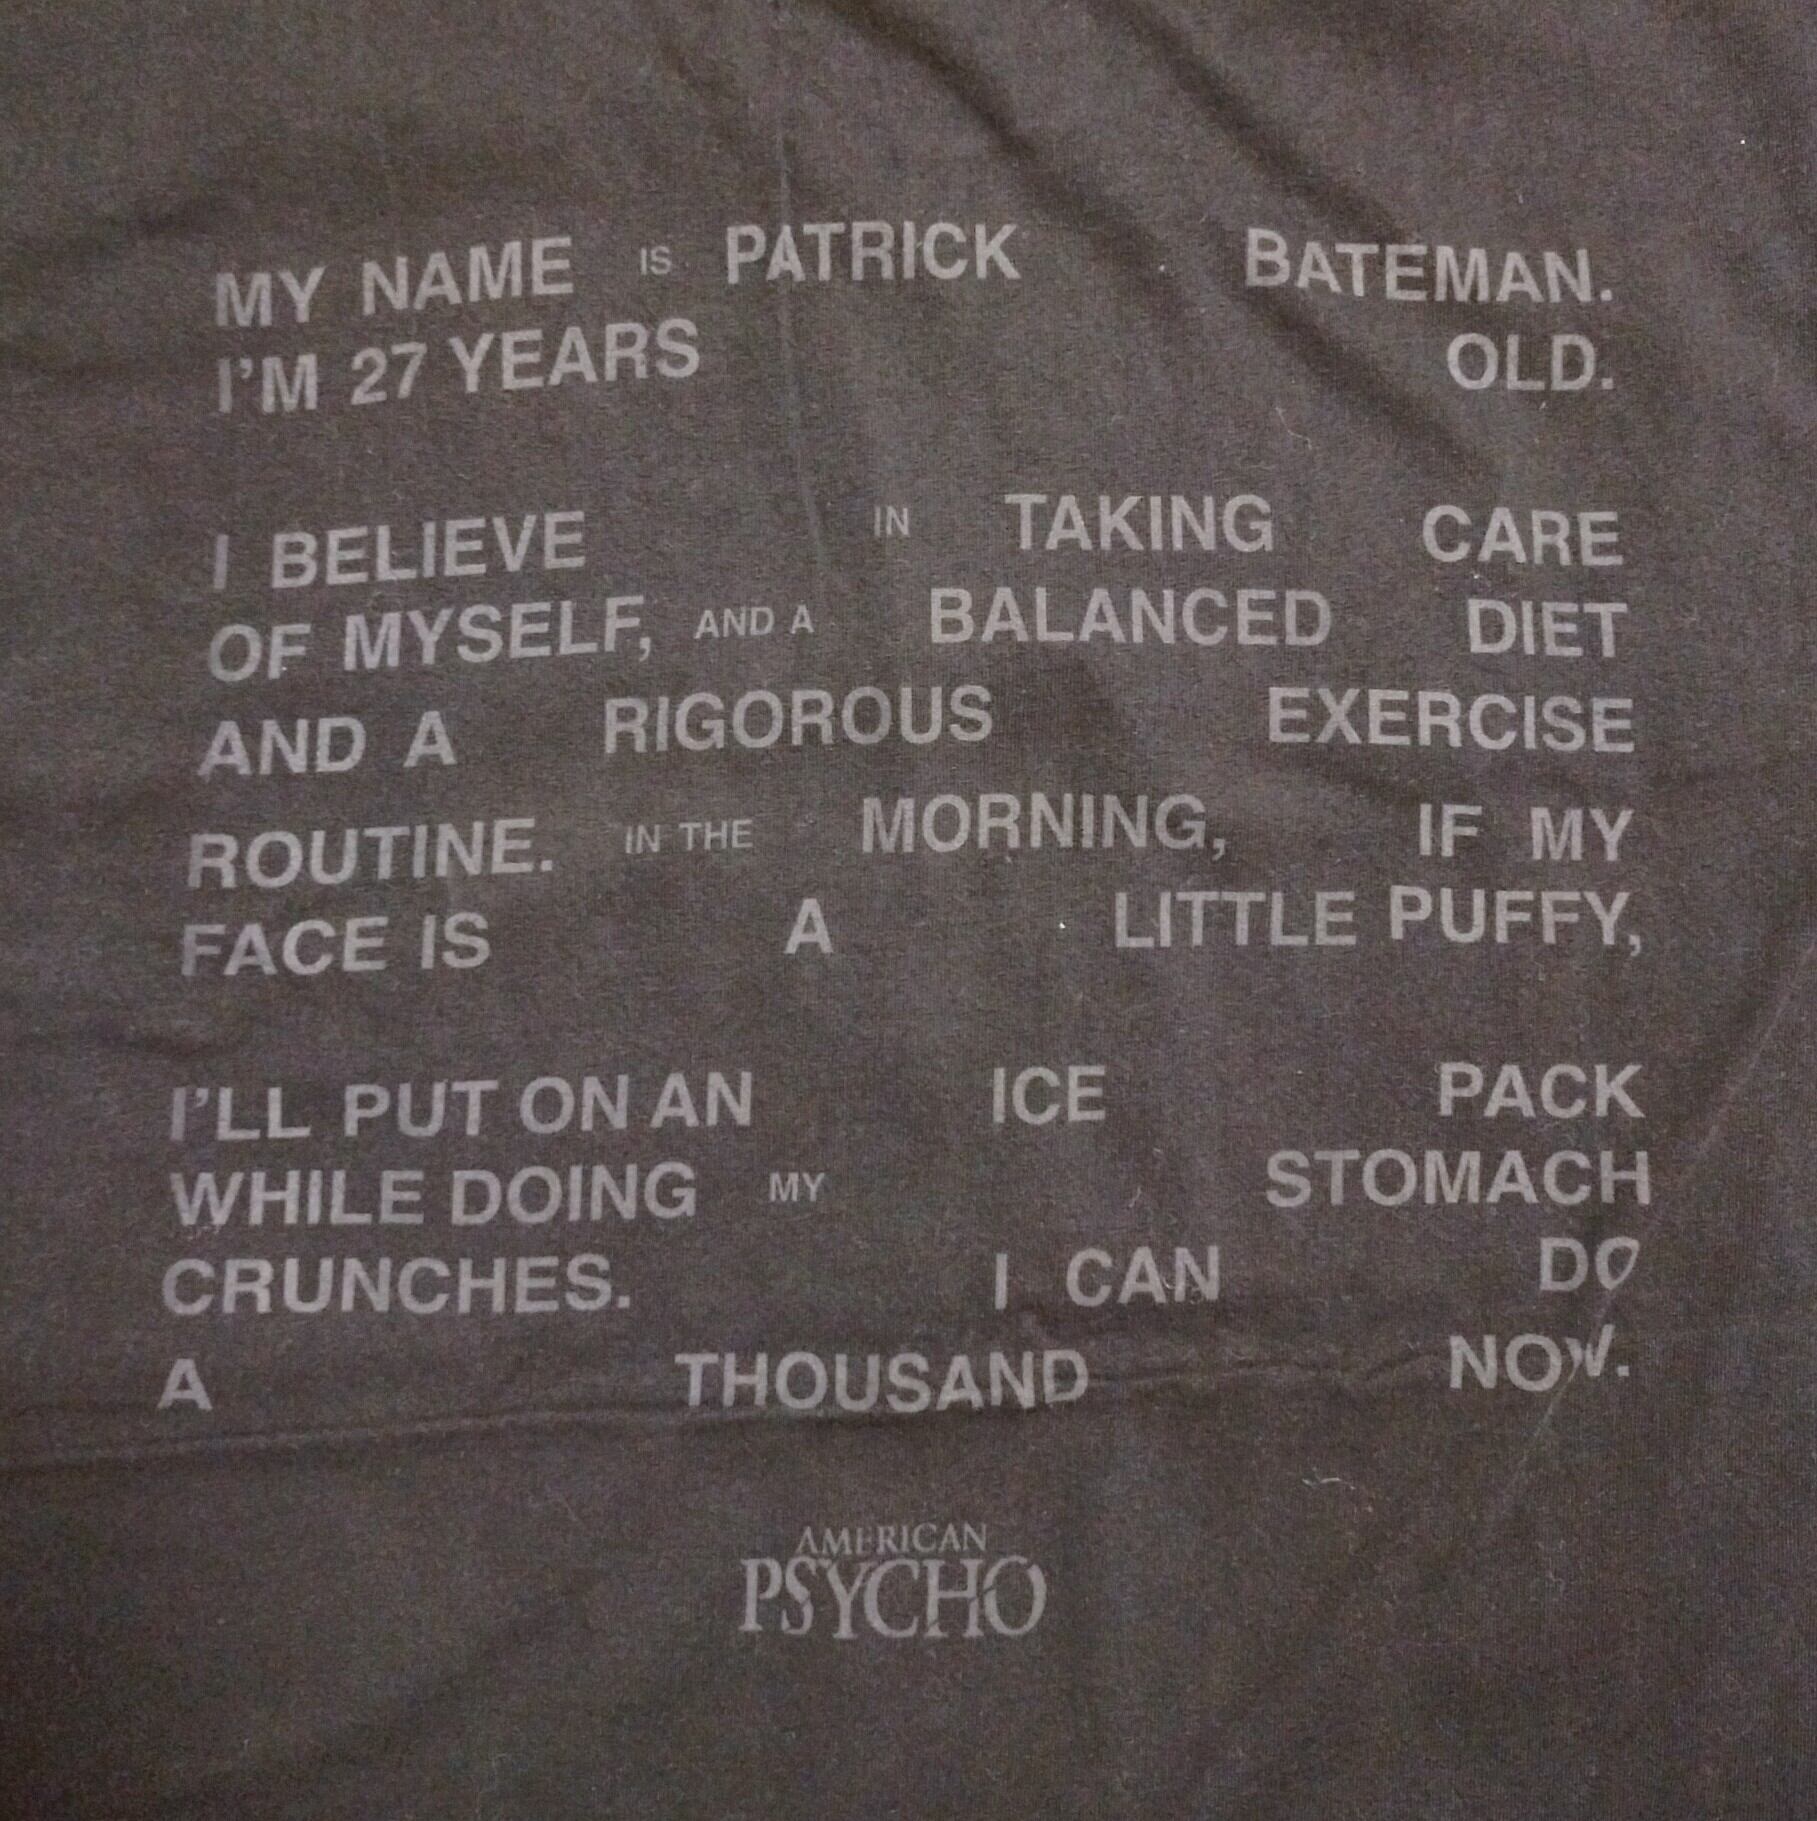 MY NAME IS PATRICK BATEMAN.
I'M 27 YEARS OLD.
I BELIEVE IN TAKING CARE
OF MYSELF, AND A BALANCED DIET
AND A RIGOROUS EXERCISE
ROUTINE. IN THE MORNING, IF MY
FACE IS A LITTLE PUFFY,
I'LL PUT ON AN ICE PACK
WHILE DOING MY STOMACH
CRUNCHES. I CAN DO
A THOUSAND NOW.
AMERICAN
PSYCHO